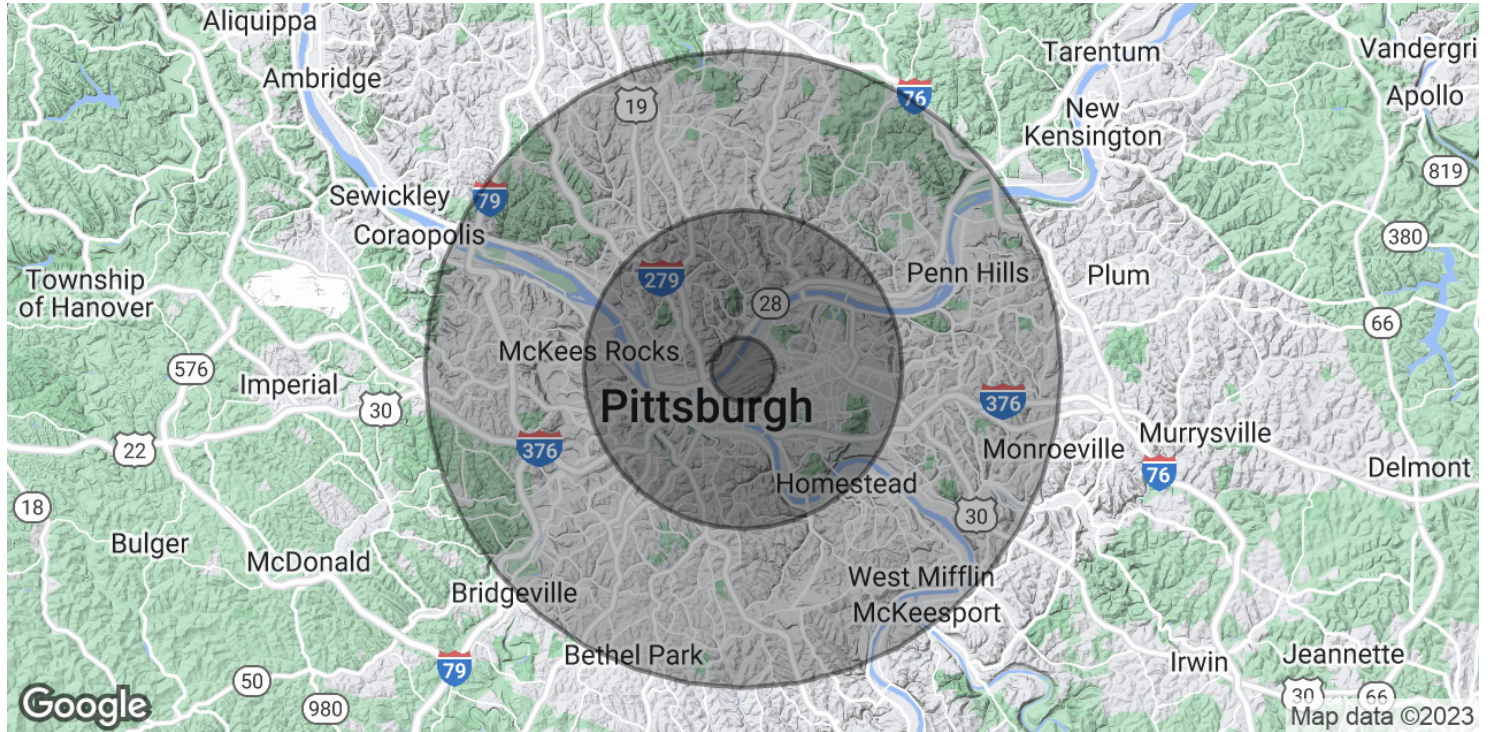 Aliquippa
Tarentum
Vandergri
Ambridge
76
Apollo
19
New
Kensington
819
Sewickley
79
Coraopolis
380
Township
of Hanover
279
Penn Hills
Plum
28
66
McKees Rocks
576
Imperial
30
Pittsburgh
376
22
376
Monroeville
Murrysville
76
Delmont
Homestead
18
30
Bulger
McDonald
West Mifflin
Bridgeville
McKeesport
Bethel Park
79
Irwin
Jeannette
50
30
66
980
Google
Map data ©2023